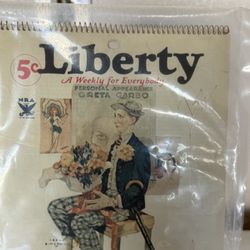 5¢ Liberty
A Weekly for Everybody
PERSONAL APPEARANCE
GRETA GARBO
NRA